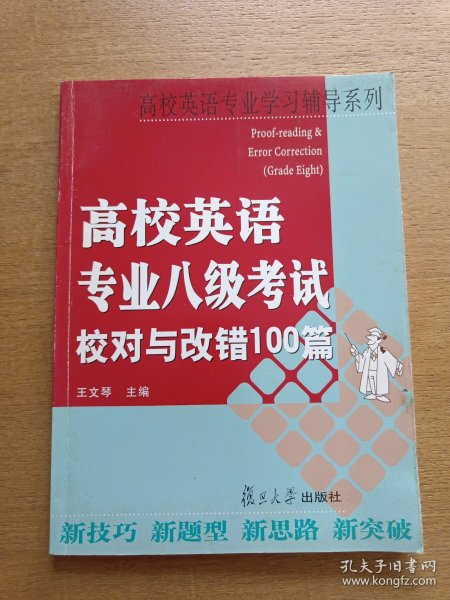 高校英语专业学习辅导系列
Proof-reading &
Error Correction
(Grade Eight)
高校英语
专业八级考试
校对与改错100篇
王文琴 主编
復旦大學出版社
新技巧 新题型 新思路 新突破
孔夫子旧书网
www.kongfz.com